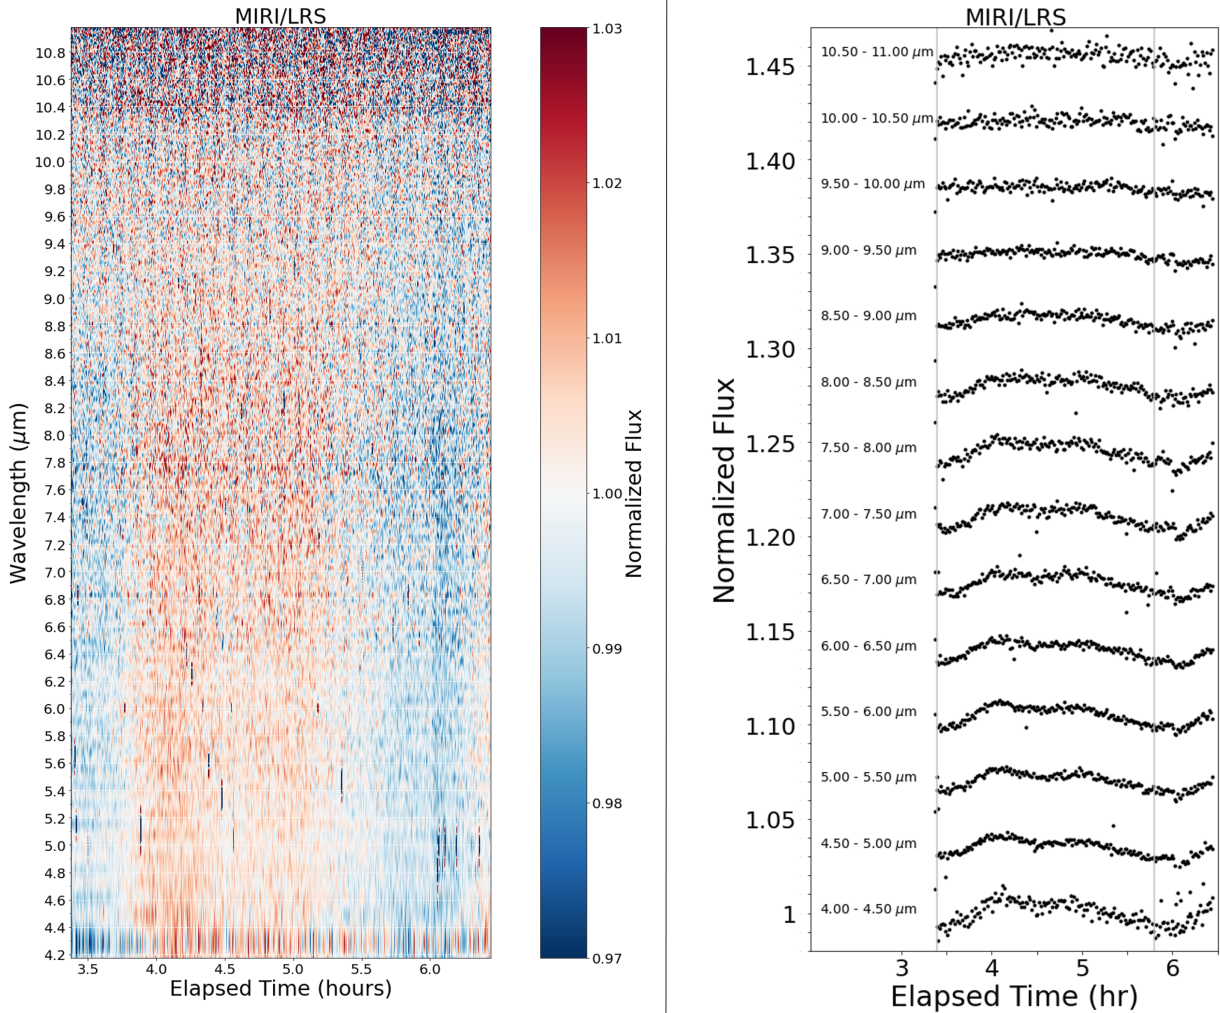 MIRI/LRS
10.8
10.6
10.4
10.2
10.0
9.8
9.6
9.4
9.2
9.0
8.8
8.6
8.4
8.2
8.0
7.8
7.6
7.4
7.2
7.0
6.8
6.6
6.4
6.2
6.0
5.8
5.6
5.4
5.2
5.0
4.8
4.6
4.4
4.2
Wavelength (μm)
3.5 4.0 4.5 5.0 5.5 6.0
Elapsed Time (hours)
1.03
1.02
1.01
1.00
0.99
0.98
0.97
Normalized Flux
MIRI/LRS
1.45
1.40
1.35
1.30
1.25
1.20
1.15
1.10
1.05
1
Normalized Flux
10.50 - 11.00 μm
10.00 - 10.50 μm
9.50 - 10.00 μm
9.00 - 9.50 μm
8.50 - 9.00 μm
8.00 - 8.50 μm
7.50 - 8.00 μm
7.00 - 7.50 μm
6.50 - 7.00 μm
6.00 - 6.50 μm
5.50 - 6.00 μm
5.00 - 5.50 μm
4.50 - 5.00 μm
4.00 - 4.50 μm
3 4 5 6
Elapsed Time (hr)